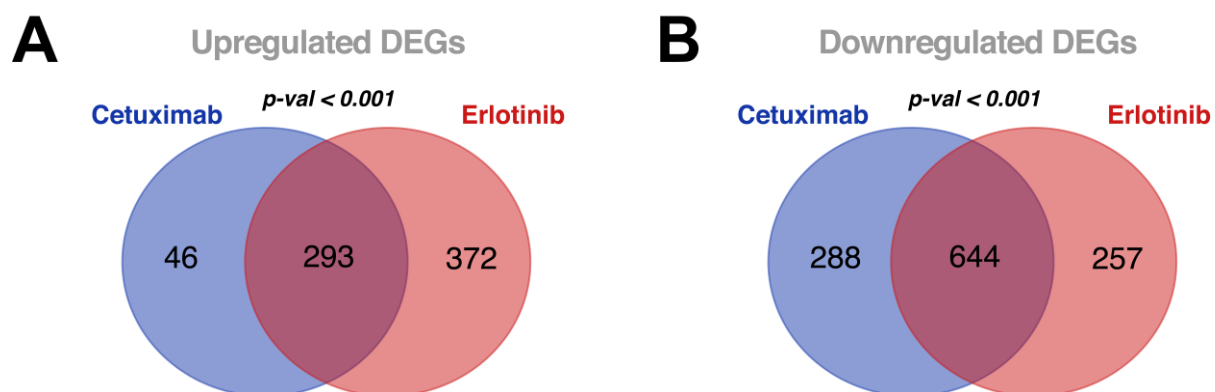 A
Upregulated DEGs
p-val < 0.001
Cetuximab
Erlotinib
46
293
372
B
Downregulated DEGs
p-val < 0.001
Cetuximab
Erlotinib
288
644
257